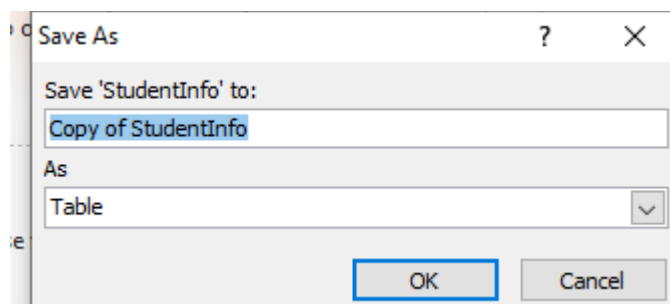 Save As ?
Save 'StudentInfo' to:
Copy of StudentInfo
As
Table
OK Cancel